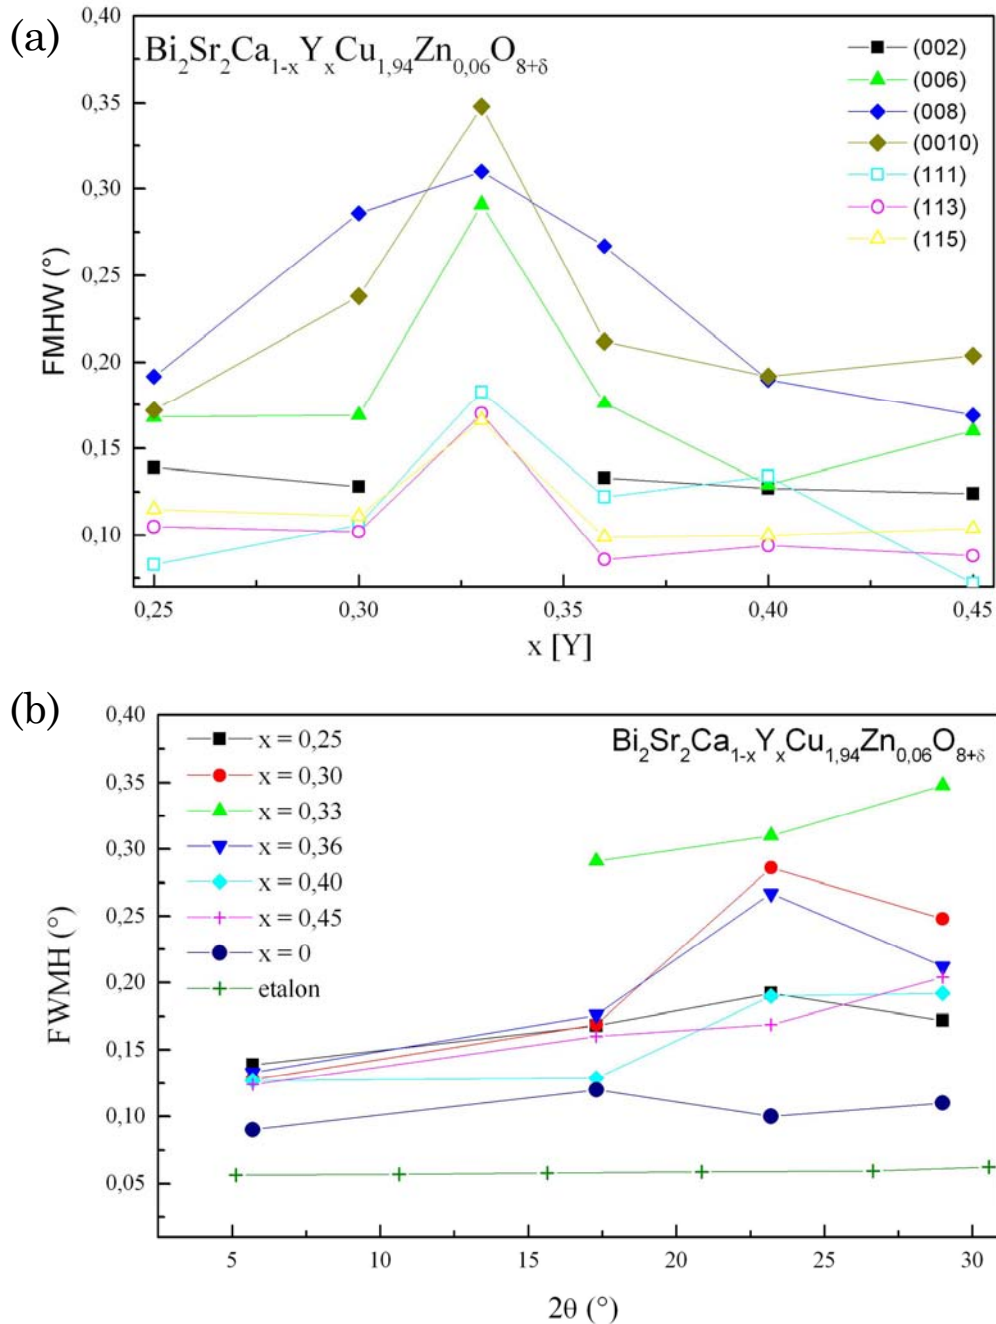 (a)
Bi₂Sr₂Ca₁₋ₓYₓCu₁,₉₄Zn₀,₀₆O₈₊δ
(002)
(006)
(008)
(0010)
(111)
(113)
(115)
0,40
0,35
0,30
0,25
0,20
0,15
0,10
FMHW (°)
0,25 0,30 0,35 0,40 0,45
x [Y]
(b)
Bi₂Sr₂Ca₁₋ₓYₓCu₁,₉₄Zn₀,₀₆O₈₊δ
x = 0,25
x = 0,30
x = 0,33
x = 0,36
x = 0,40
x = 0,45
x = 0
etalon
0,40
0,35
0,30
0,25
0,20
0,15
0,10
0,05
FWMH (°)
5 10 15 20 25 30
2θ (°)